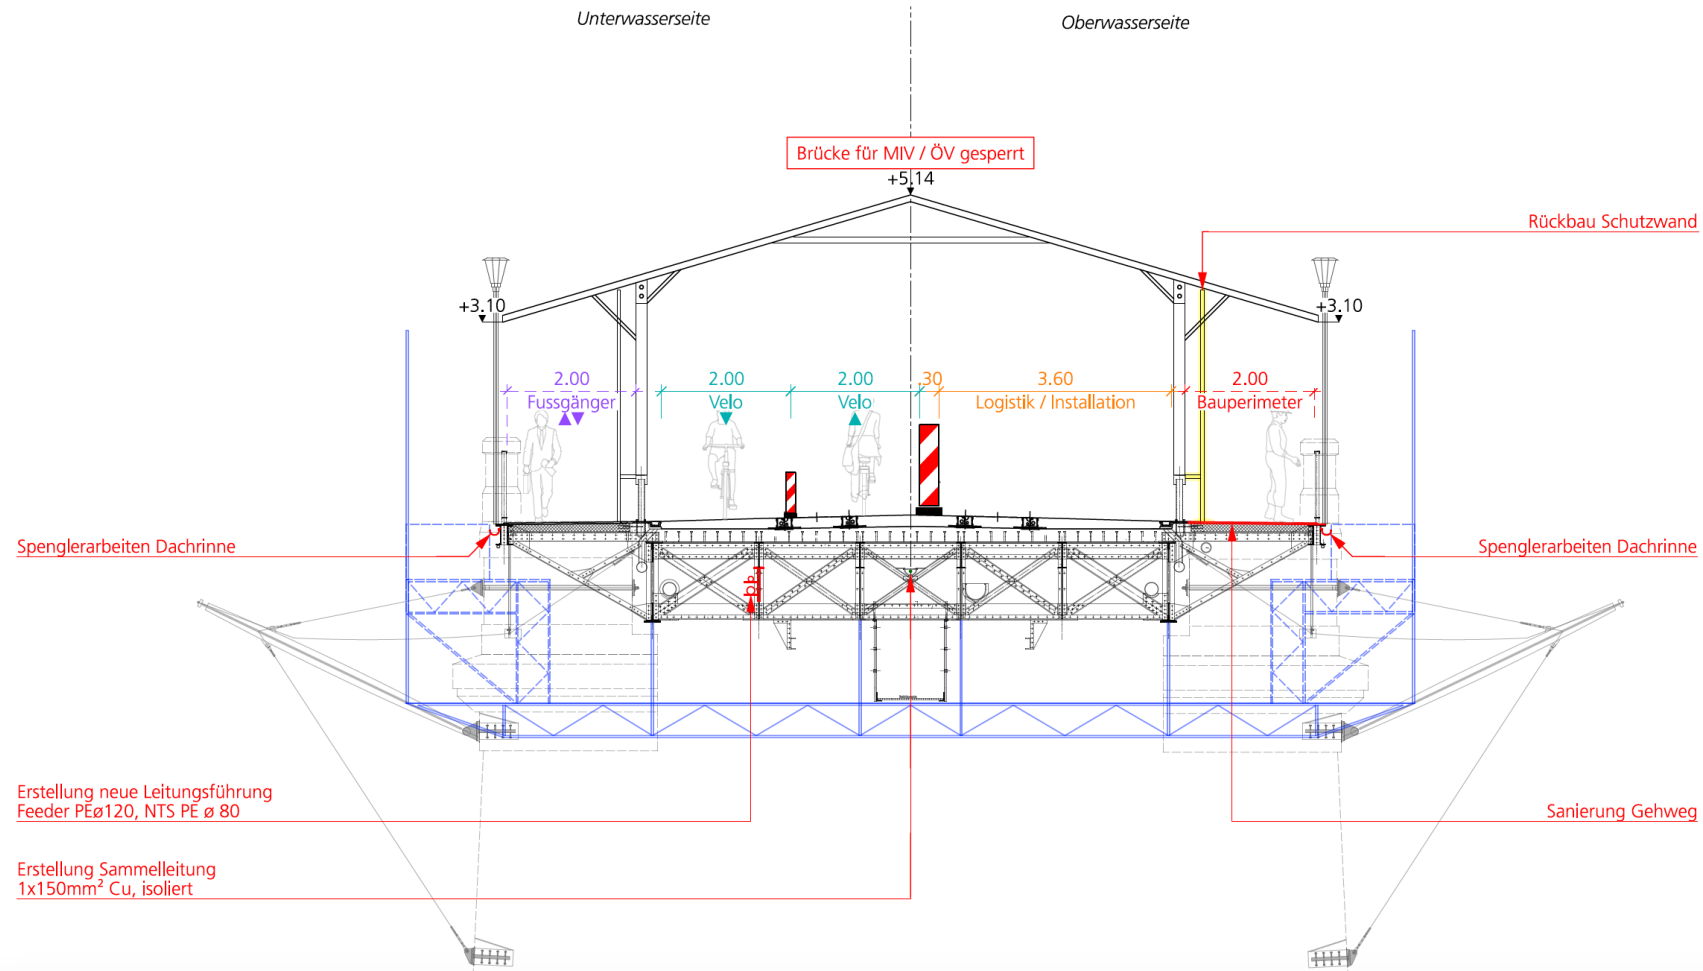 Unterwasserseite
Oberwasserseite
Brücke für MIV / ÖV gesperrt
+5.14
Rückbau Schutzwand
+3.10
+3.10
2.00
2.00
2.00
.30
3.60
2.00
Fussgänger
Velo
Velo
Logistik / Installation
Bauperimeter
Spenglerarbeiten Dachrinne
Spenglerarbeiten Dachrinne
Erstellung neue Leitungsführung
Feeder PEø120, NTS PE ø 80
Sanierung Gehweg
Erstellung Sammelleitung
1x150mm² Cu, isoliert